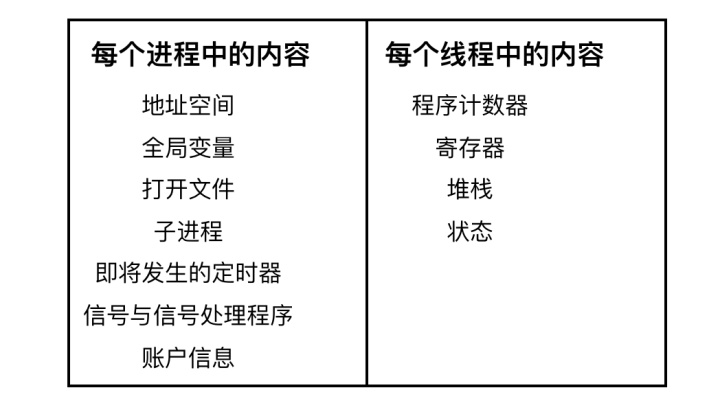 每个进程中的内容
地址空间
全局变量
打开文件
子进程
即将发生的定时器
信号与信号处理程序
账户信息
每个线程中的内容
程序计数器
寄存器
堆栈
状态